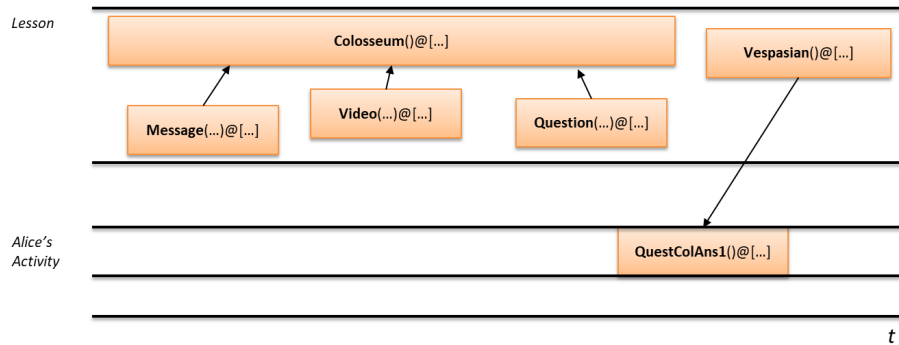 Lesson
Colosseum()@[…]
Vespasian()@[…]
Message(…)@[…]
Video(…)@[…]
Question(…)@[…]
Alice’s
Activity
QuestColAns1()@[…]
t